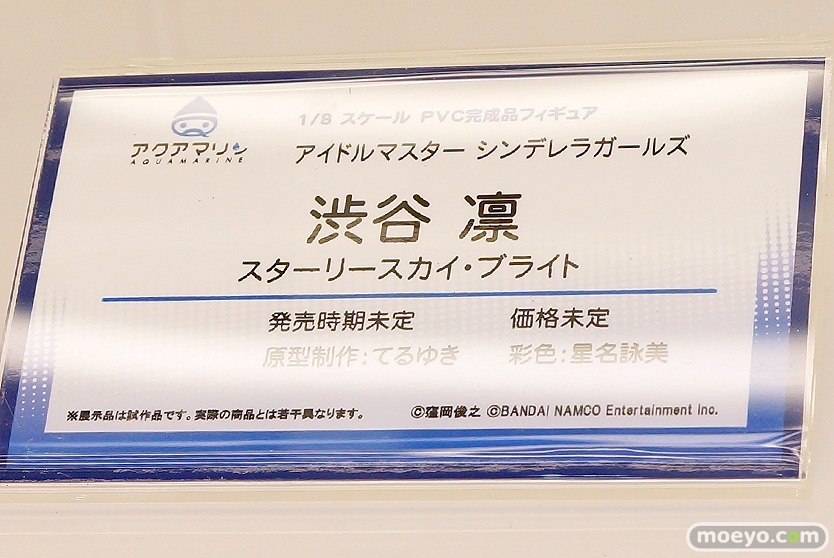 アクアマリン
AQUAMARINE
1/8 スケール PVC完成品フィギュア
アイドルマスター シンデレラガールズ
渋谷 凛
スターリースカイ・ブライト
発売時期未定 価格未定
原型制作：てるゆき 彩色：星名詠美
※展示品は試作品です。実際の商品とは若干異なります。 ©窪岡俊之 ©BANDAI NAMCO Entertainment Inc.
moeyo.com